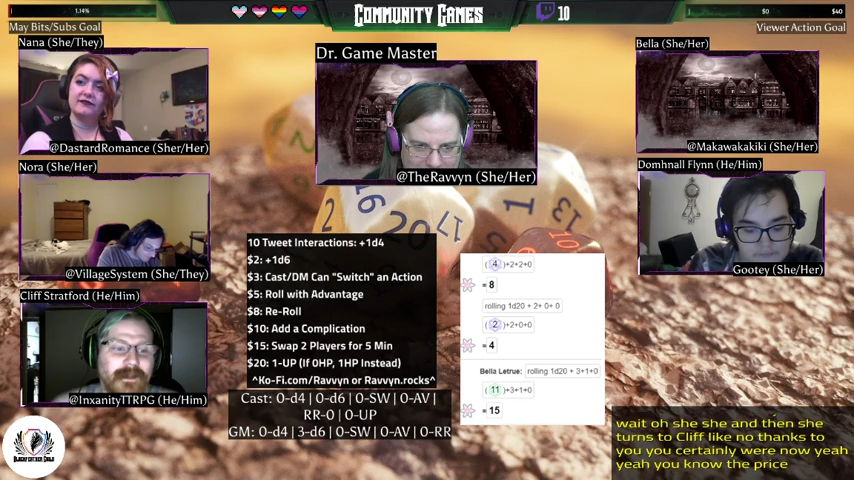 1.14%
COMMUNITY GAMES
10
$0
$40
May Bits/Subs Goal
Viewer Action Goal
Nana (She/They)
@DastardRomance (Sher/Her)
Dr. Game Master
@TheRavvyn (She/Her)
Bella (She/Her)
@Makawakakiki (She/Her)
Nora (She/Her)
@VillageSystem (She/They)
Domhnall Flynn (He/Him)
Gootey (She/Her)
Cliff Stratford (He/Him)
@InxanityTTRPG (He/Him)
10 Tweet Interactions: +1d4
$2: +1d6
$3: Cast/DM Can "Switch" an Action
$5: Roll with Advantage
$8: Re-Roll
$10: Add a Complication
$15: Swap 2 Players for 5 Min
$20: 1-UP (If 0HP, 1HP Instead)
^Ko-Fi.com/Ravvyn or Ravvyn.rocks^
Cast: 0-d4 | 0-d6 | 0-SW | 0-AV |
RR-0 | 0-UP
GM: 0-d4 | 3-d6 | 0-SW | 0-AV | 0-RR
(4)+2+2+0
= 8
rolling 1d20 + 2+ 0+ 0
(2)+2+0+0
= 4
Bella Letrue: rolling 1d20 + 3+1+0
(11)+3+1+0
= 15
wait oh she she and then she
turns to Cliff like no thanks to
you you certainly were now yeah
yeah you know the price
2
16
20
17
1
13
10